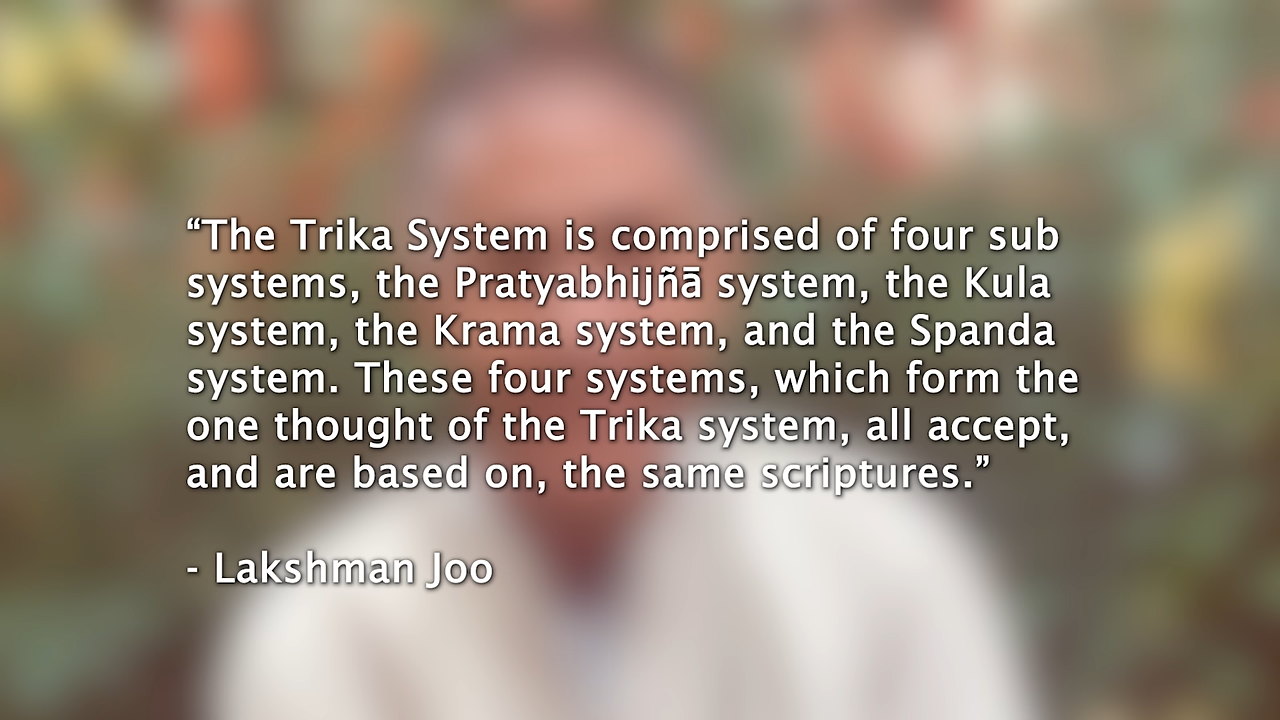 “The Trika System is comprised of four sub
systems, the Pratyabhijñā system, the Kula
system, the Krama system, and the Spanda
system. These four systems, which form the
one thought of the Trika system, all accept,
and are based on, the same scriptures.”
- Lakshman Joo